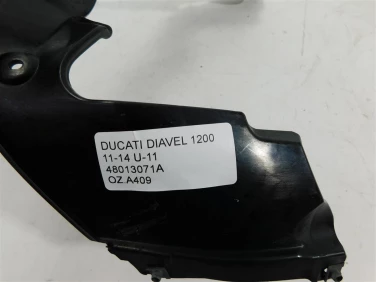 DUCATI DIAVEL 1200
11-14 U-11
48013071A
OZ.A409